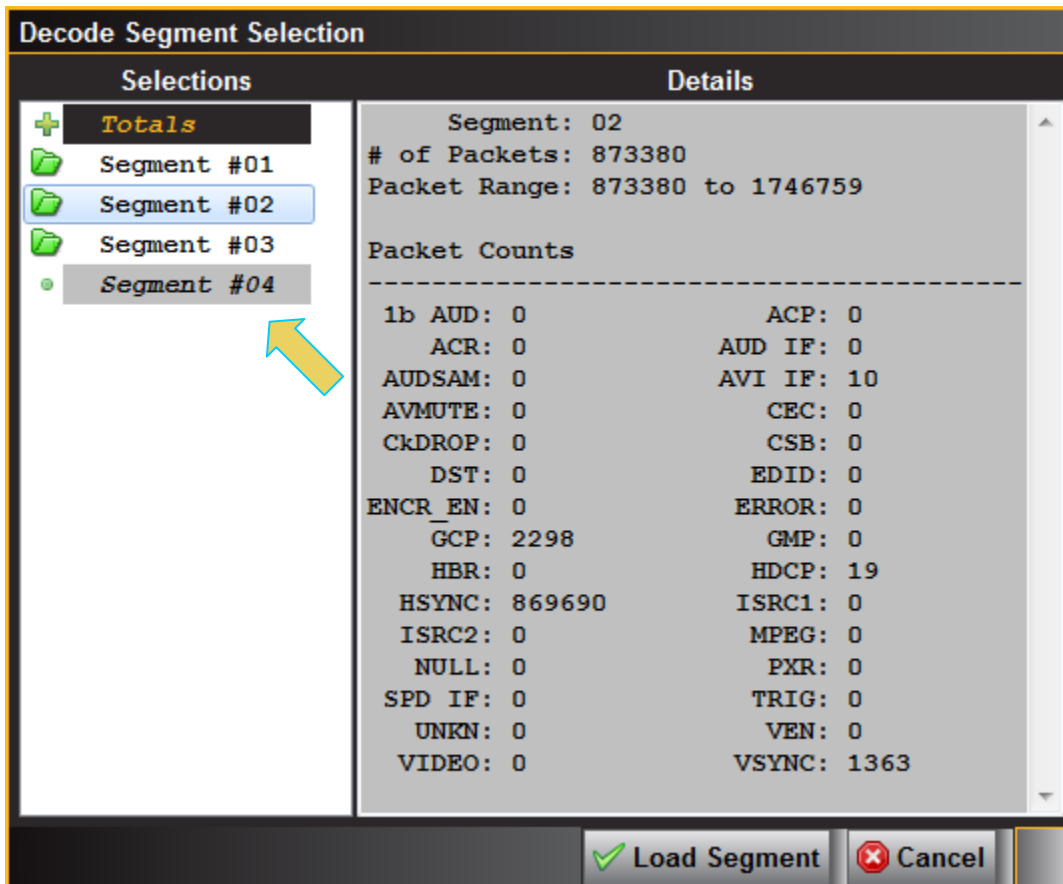 Decode Segment Selection
Selections
Totals
Segment #01
Segment #02
Segment #03
Segment #04
Details
Segment: 02
# of Packets: 873380
Packet Range: 873380 to 1746759
Packet Counts
-----------------------------------------
1b AUD: 0 ACP: 0
ACR: 0 AUD IF: 0
AUDSAM: 0 AVI IF: 10
AVMUTE: 0 CEC: 0
CkDROP: 0 CSB: 0
DST: 0 EDID: 0
ENCR_EN: 0 ERROR: 0
GCP: 2298 GMP: 0
HBR: 0 HDCP: 19
HSYNC: 869690 ISRC1: 0
ISRC2: 0 MPEG: 0
NULL: 0 PXR: 0
SPD IF: 0 TRIG: 0
UNKN: 0 VEN: 0
VIDEO: 0 VSYNC: 1363
Load Segment
Cancel